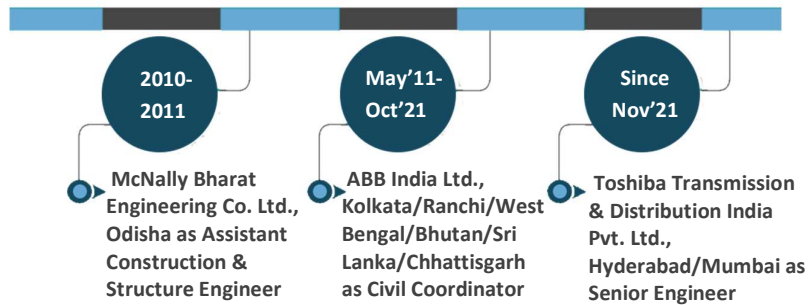 2010-
2011
May'11-
Oct'21
Since
Nov'21
McNally Bharat
Engineering Co. Ltd.,
Odisha as Assistant
Construction &
Structure Engineer
ABB India Ltd.,
Kolkata/Ranchi/West
Bengal/Bhutan/Sri
Lanka/Chhattisgarh
as Civil Coordinator
Toshiba Transmission
& Distribution India
Pvt. Ltd.,
Hyderabad/Mumbai as
Senior Engineer